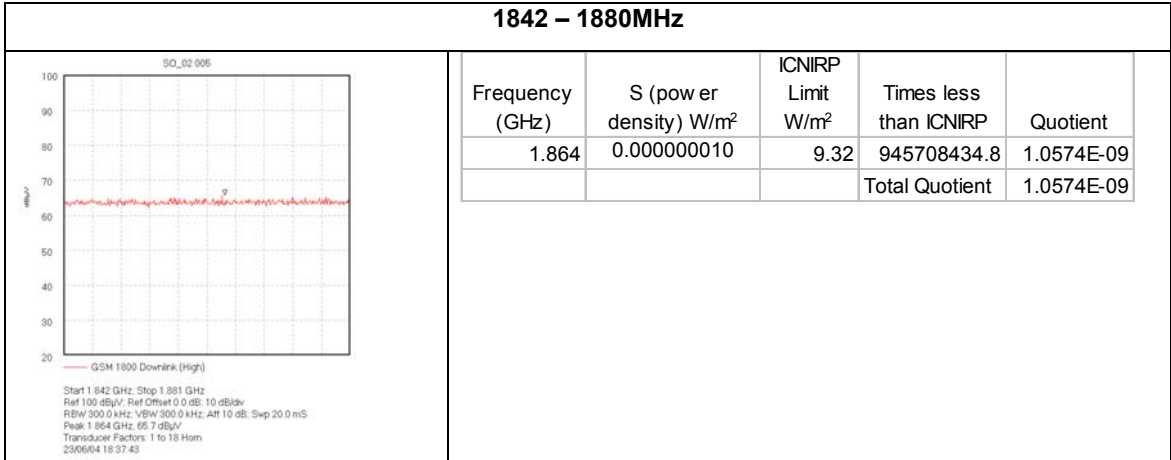 1842 – 1880MHz
SO_02 005
100
90
80
70
60
50
40
30
20
dBµV
GSM 1800 Downlink (High)
Start 1.842 GHz; Stop 1.881 GHz
Ref 100 dBµV; Ref Offset 0.0 dB; 10 dB/div
RBW 300.0 kHz; VBW 300.0 kHz; Att 10 dB; Swp 20.0 mS
Peak 1.864 GHz, 65.7 dBµV
Transducer Factors: 1 to 18 Horn
23/06/04 18:37:43
Frequency (GHz) S (pow er density) W/m² ICNIRP Limit W/m² Times less than ICNIRP Quotient
1.864 0.000000010 9.32 945708434.8 1.0574E-09
Total Quotient 1.0574E-09